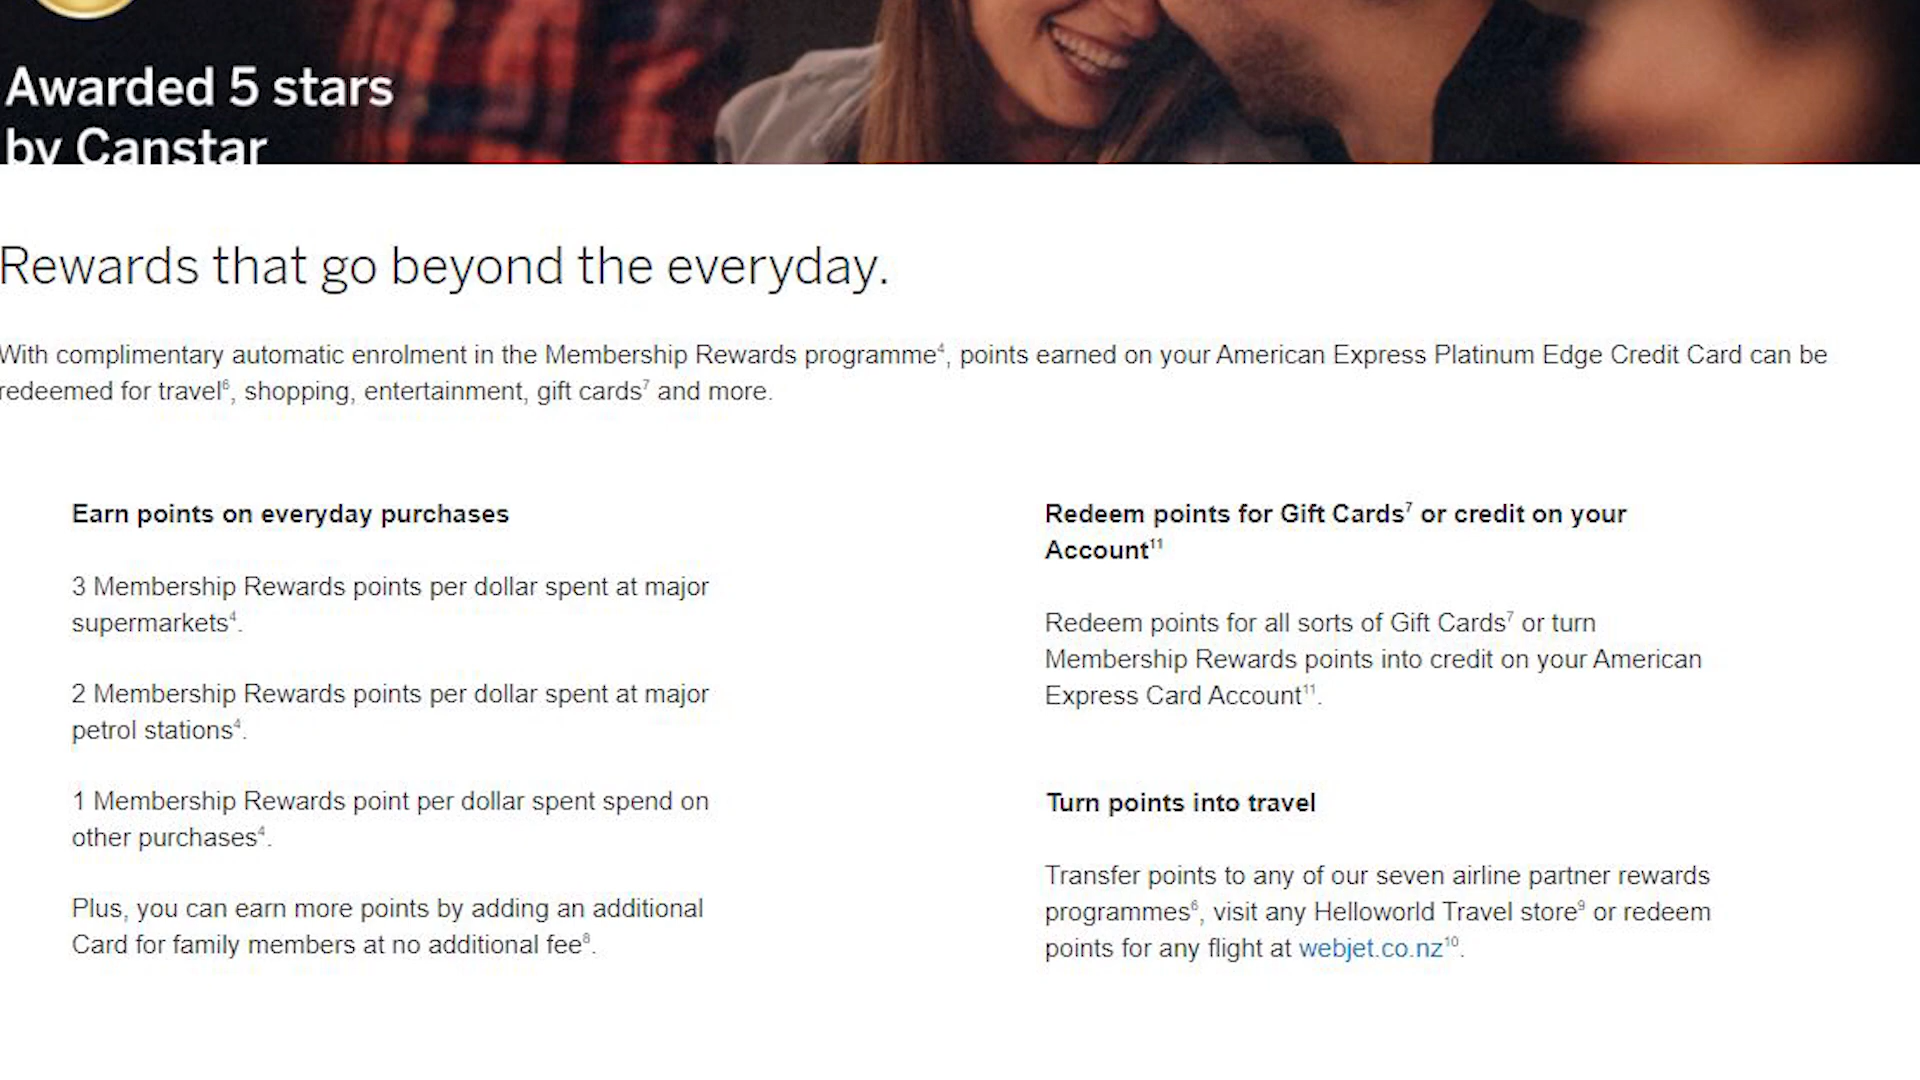 Awarded 5 stars
by Canstar
Rewards that go beyond the everyday.
With complimentary automatic enrolment in the Membership Rewards programme⁴, points earned on your American Express Platinum Edge Credit Card can be
redeemed for travel⁶, shopping, entertainment, gift cards⁷ and more.
Earn points on everyday purchases
3 Membership Rewards points per dollar spent at major
supermarkets⁴.
2 Membership Rewards points per dollar spent at major
petrol stations⁴.
1 Membership Rewards point per dollar spent spend on
other purchases⁴.
Plus, you can earn more points by adding an additional
Card for family members at no additional fee⁸.
Redeem points for Gift Cards⁷ or credit on your
Account¹¹
Redeem points for all sorts of Gift Cards⁷ or turn
Membership Rewards points into credit on your American
Express Card Account¹¹.
Turn points into travel
Transfer points to any of our seven airline partner rewards
programmes⁶, visit any Helloworld Travel store⁹ or redeem
points for any flight at webjet.co.nz¹⁰.